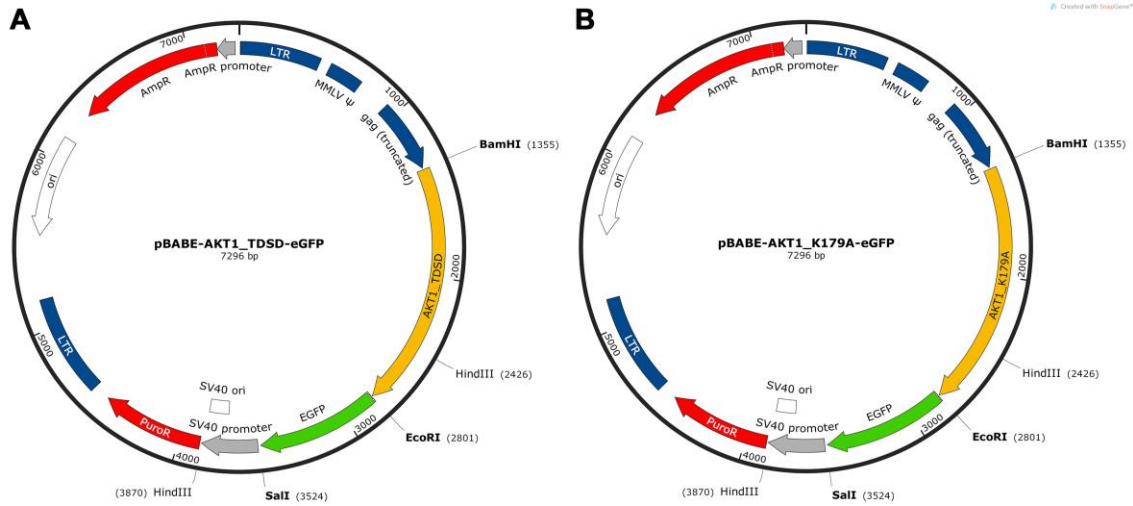 Created with SnapGene®
A
7000
AmpR promoter
AmpR
LTR
MMLV Ψ
1000
gag (truncated)
BamHI (1355)
6000
ori
pBABE-AKT1_TDSD-eGFP
7296 bp
2000
AKT1_TDSD
LTR
5000
HindIII (2426)
SV40 ori
SV40 promoter
EGFP
3000
EcoRI (2801)
PuroR
4000
(3870) HindIII
SalI (3524)
B
7000
AmpR promoter
AmpR
LTR
MMLV Ψ
1000
gag (truncated)
BamHI (1355)
6000
ori
pBABE-AKT1_K179A-eGFP
7296 bp
2000
AKT1_K179A
LTR
5000
HindIII (2426)
SV40 ori
SV40 promoter
EGFP
3000
EcoRI (2801)
PuroR
4000
(3870) HindIII
SalI (3524)